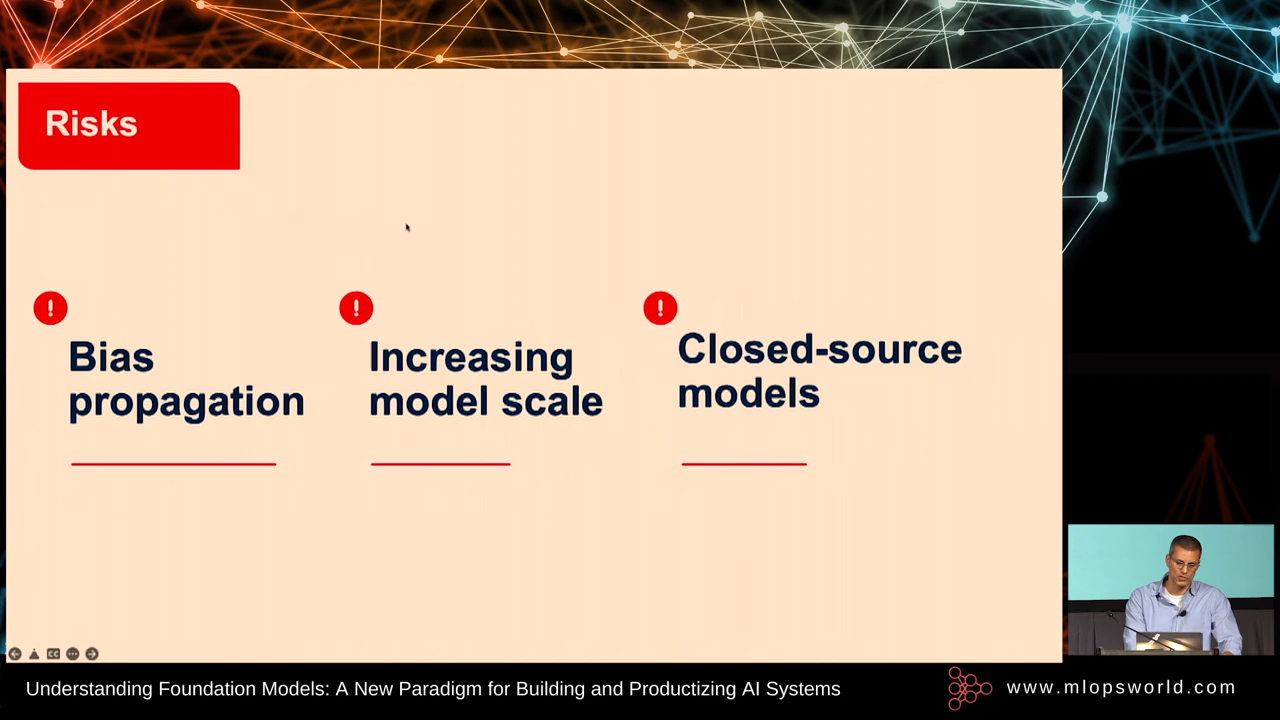 Risks
Bias
propagation
Increasing
model scale
Closed-source
models
CC
Understanding Foundation Models: A New Paradigm for Building and Productizing AI Systems
www.mlopsworld.com